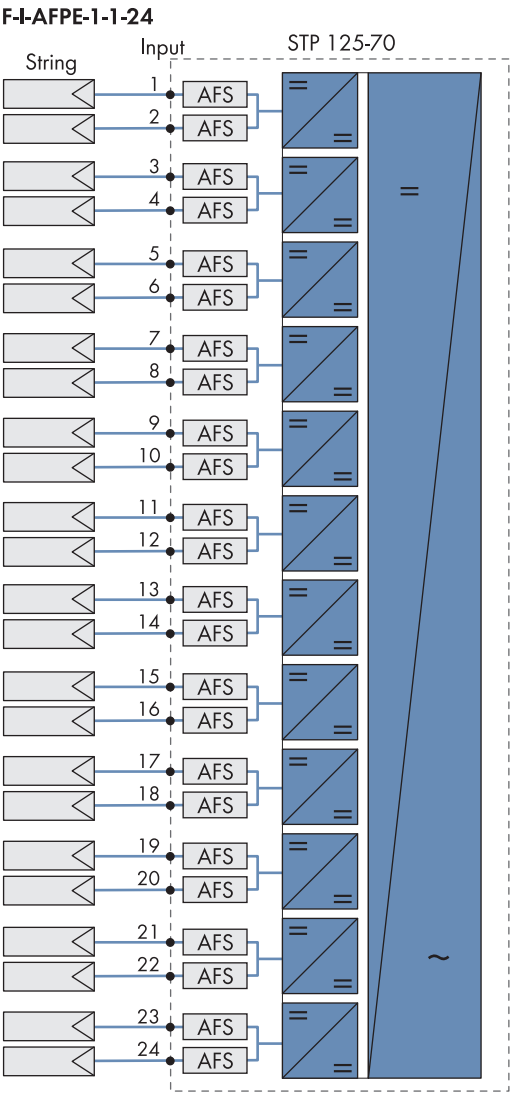 F-I-AFPE-1-1-24
String Input STP 125-70
1 AFS
2 AFS
3 AFS
4 AFS
5 AFS
6 AFS
7 AFS
8 AFS
9 AFS
10 AFS
11 AFS
12 AFS
13 AFS
14 AFS
15 AFS
16 AFS
17 AFS
18 AFS
19 AFS
20 AFS
21 AFS
22 AFS
23 AFS
24 AFS